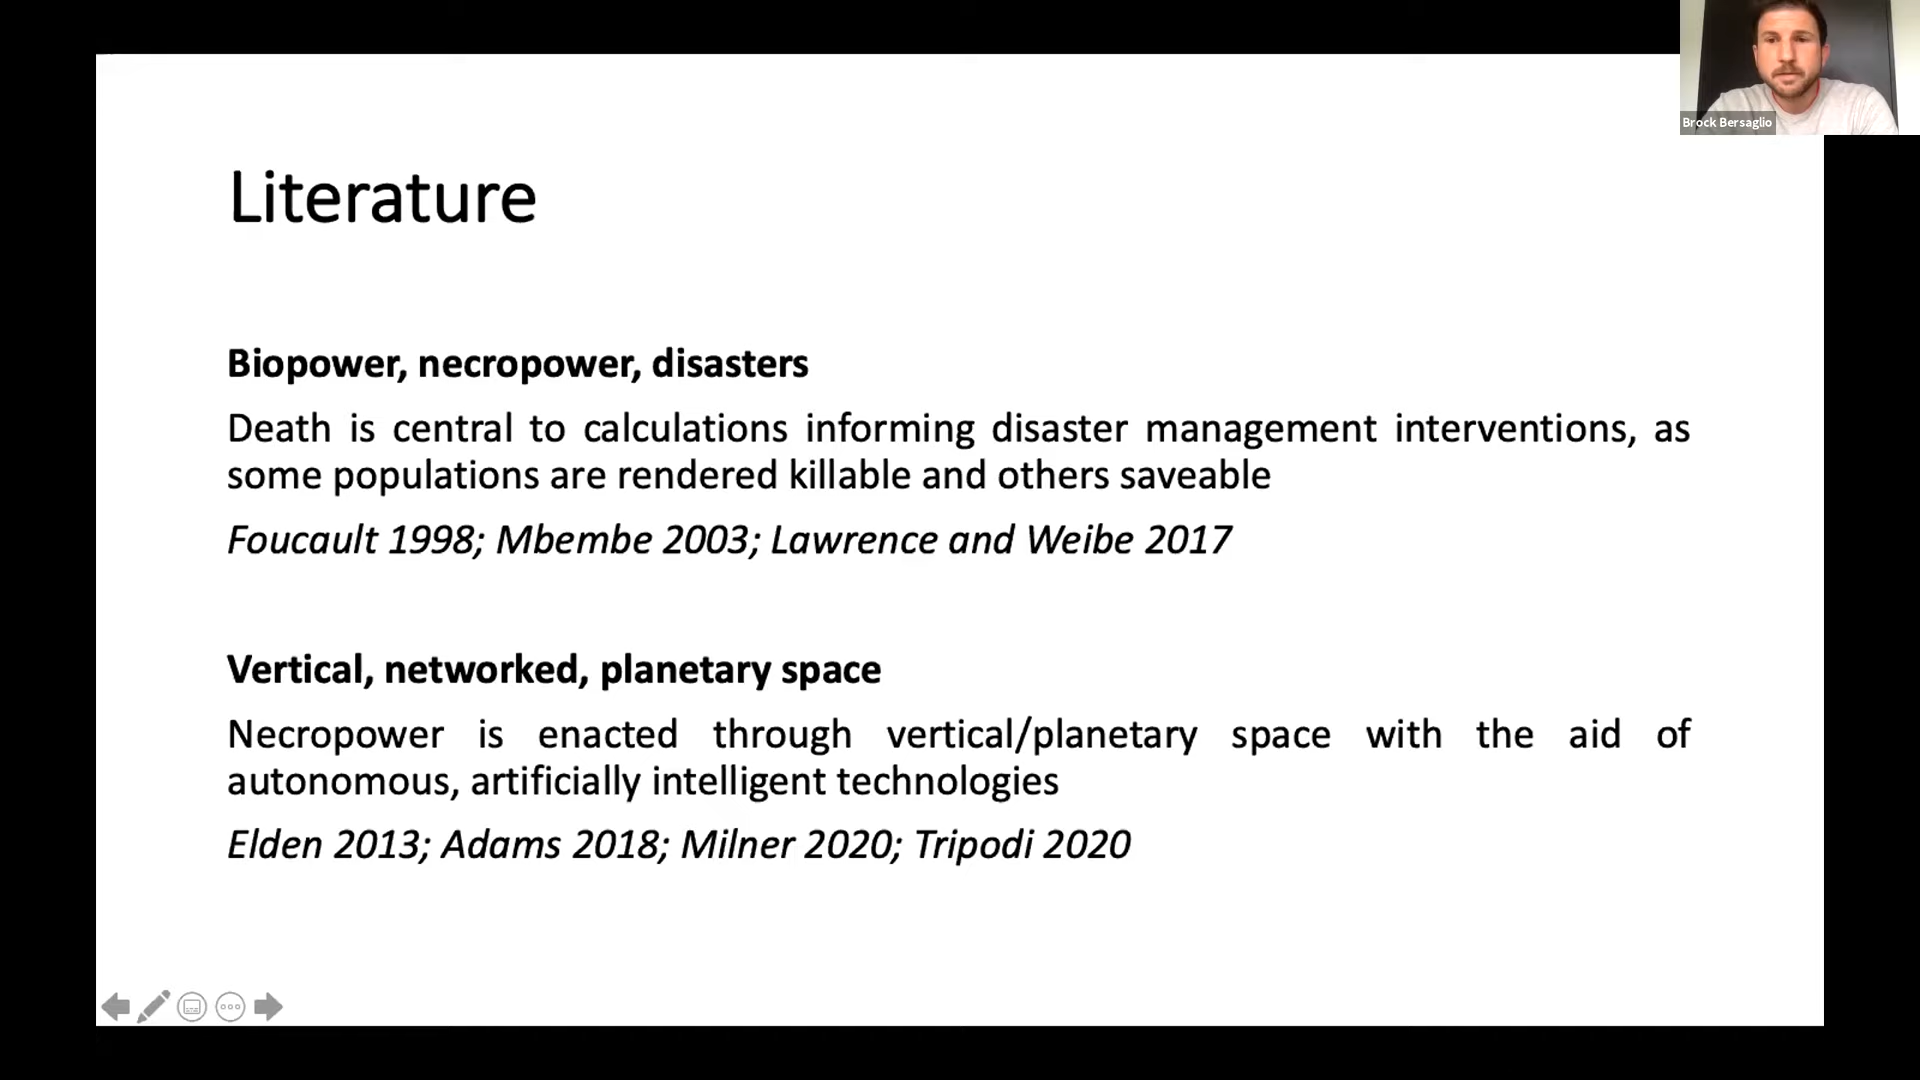 Brock Bersaglio
Literature
Biopower, necropower, disasters
Death is central to calculations informing disaster management interventions, as
some populations are rendered killable and others saveable
Foucault 1998; Mbembe 2003; Lawrence and Weibe 2017
Vertical, networked, planetary space
Necropower is enacted through vertical/planetary space with the aid of
autonomous, artificially intelligent technologies
Elden 2013; Adams 2018; Milner 2020; Tripodi 2020